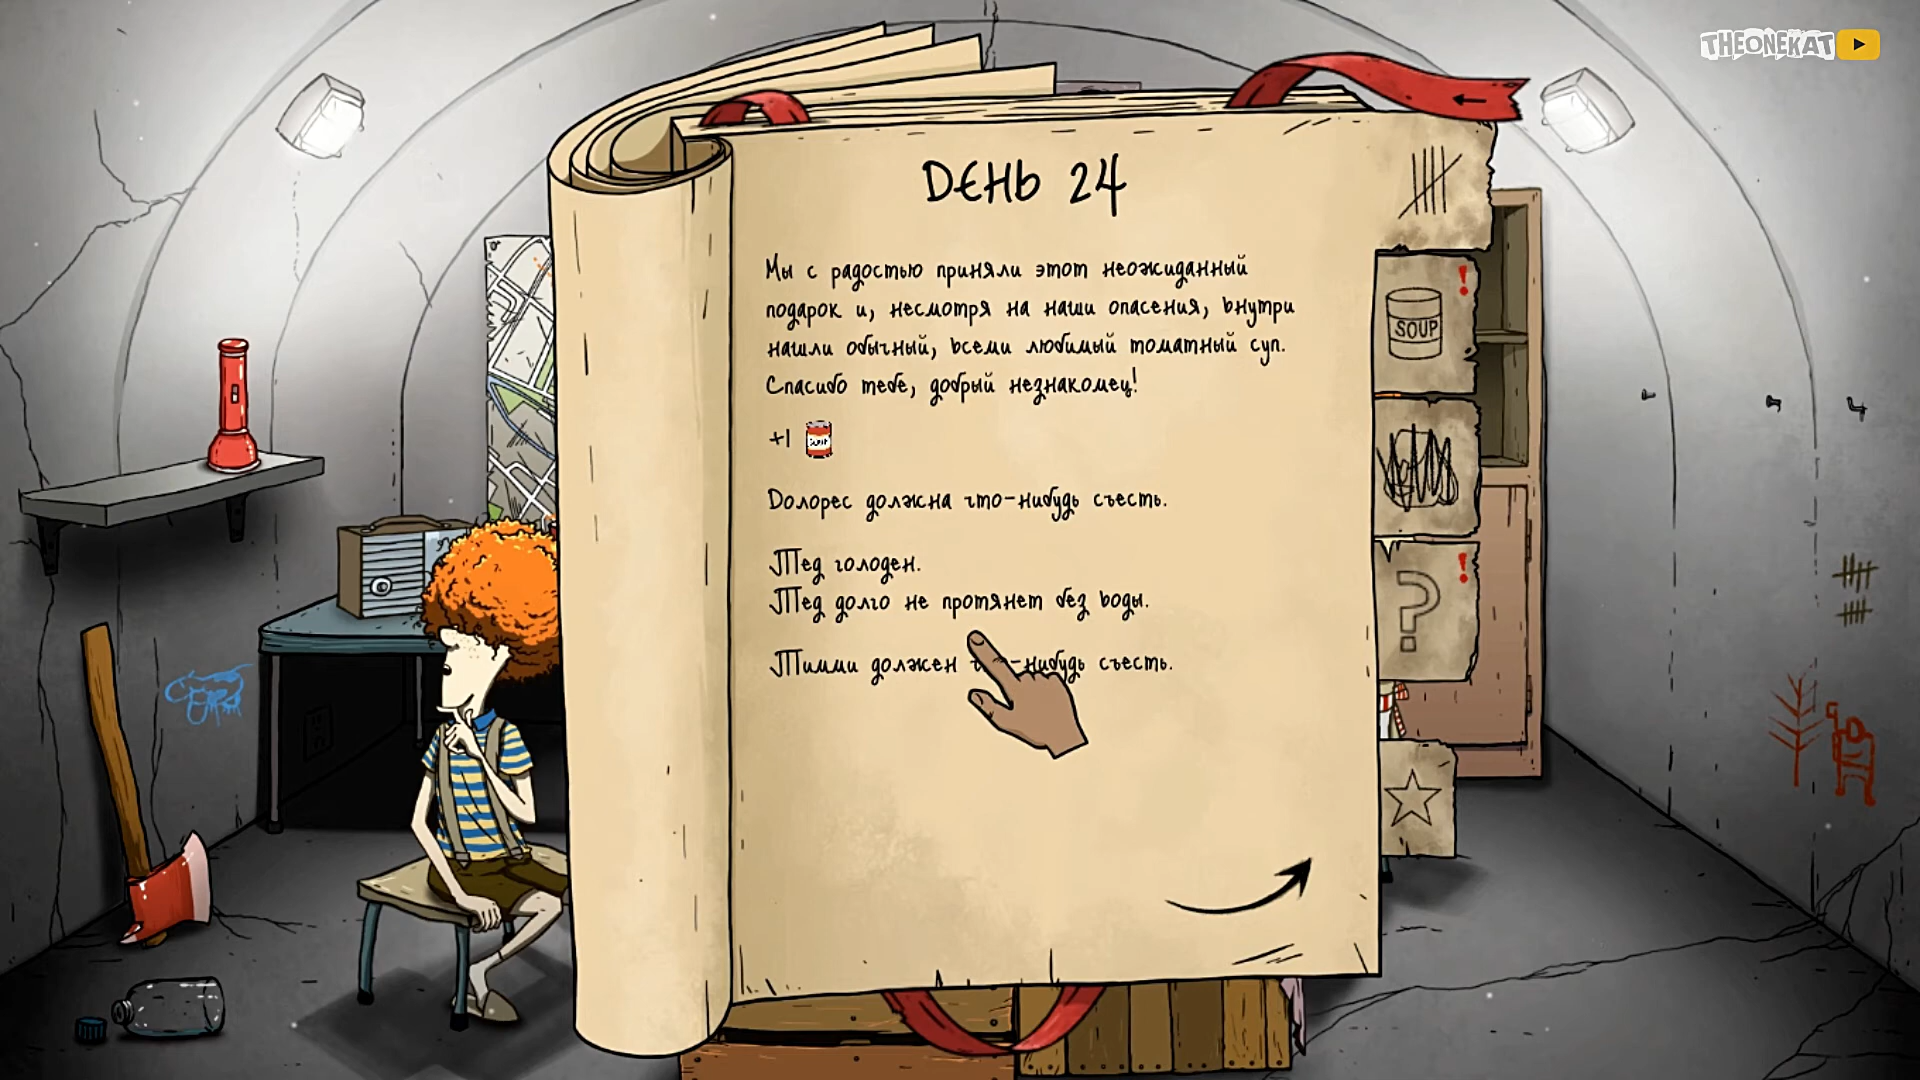 THEONEKAT
ДЕНЬ 24
Мы с радостью приняли этот неожиданный
подарок и, несмотря на наши опасения, внутри
нашли обычный, всеми любимый томатный суп.
Спасибо тебе, добрый незнакомец!
+1 SOUP
SOUP
Долорес должна что-нибудь съесть.
Тед голоден.
Тед долго не протянет без воды.
?
Тимми должен что-нибудь съесть.